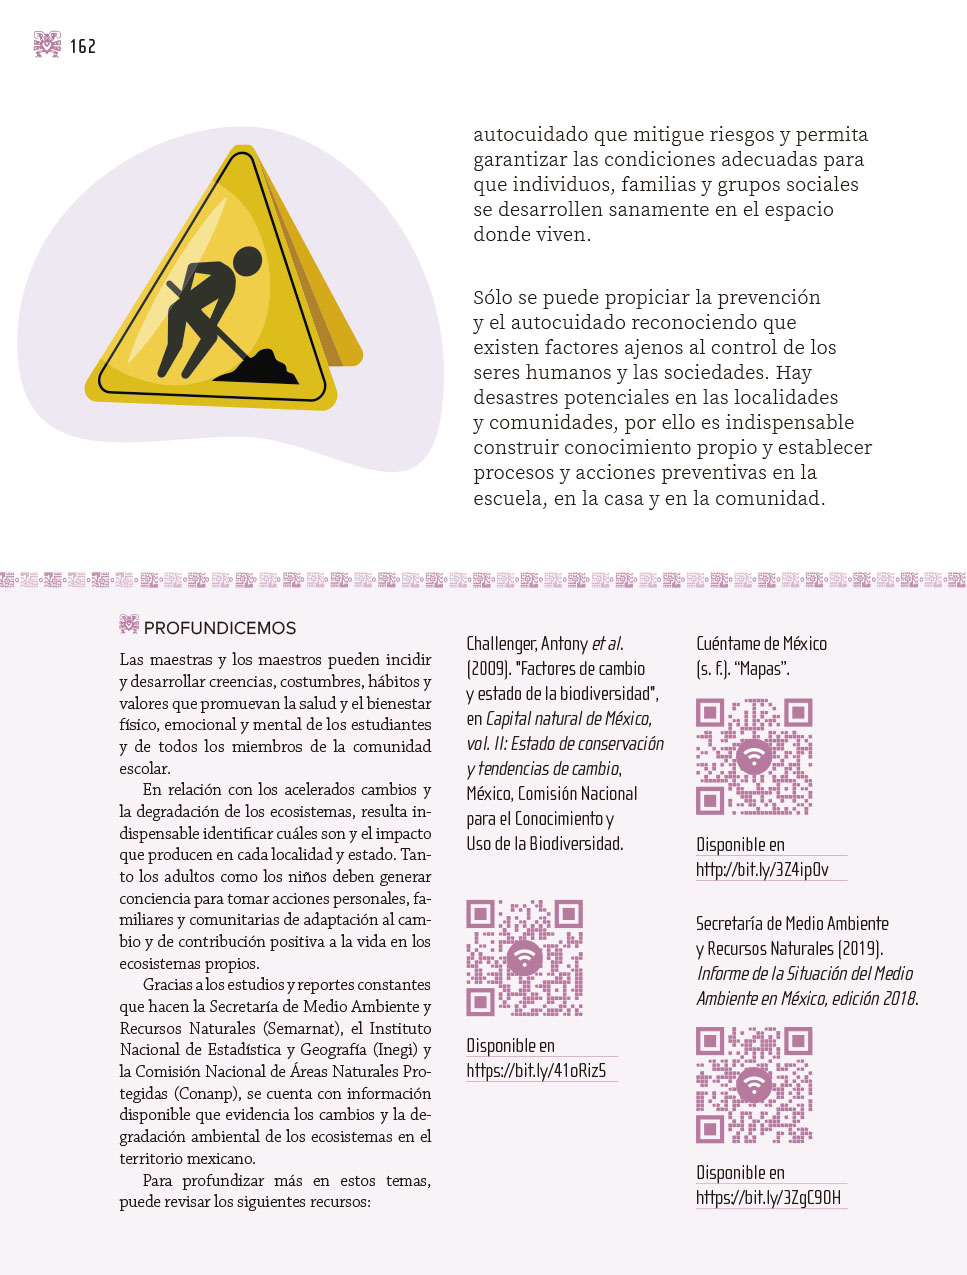 162
autocuidado que mitigue riesgos y permita
garantizar las condiciones adecuadas para
que individuos, familias y grupos sociales
se desarrollen sanamente en el espacio
donde viven.
Sólo se puede propiciar la prevención
y el autocuidado reconociendo que
existen factores ajenos al control de los
seres humanos y las sociedades. Hay
desastres potenciales en las localidades
y comunidades, por ello es indispensable
construir conocimiento propio y establecer
procesos y acciones preventivas en la
escuela, en la casa y en la comunidad.
PROFUNDICEMOS
Las maestras y los maestros pueden incidir
y desarrollar creencias, costumbres, hábitos y
valores que promuevan la salud y el bienestar
físico, emocional y mental de los estudiantes
y de todos los miembros de la comunidad
escolar.
En relación con los acelerados cambios y
la degradación de los ecosistemas, resulta in-
dispensable identificar cuáles son y el impacto
que producen en cada localidad y estado. Tan-
to los adultos como los niños deben generar
conciencia para tomar acciones personales, fa-
miliares y comunitarias de adaptación al cam-
bio y de contribución positiva a la vida en los
ecosistemas propios.
Gracias a los estudios y reportes constantes
que hacen la Secretaría de Medio Ambiente y
Recursos Naturales (Semarnat), el Instituto
Nacional de Estadística y Geografía (Inegi) y
la Comisión Nacional de Áreas Naturales Pro-
tegidas (Conanp), se cuenta con información
disponible que evidencia los cambios y la de-
gradación ambiental de los ecosistemas en el
territorio mexicano.
Para profundizar más en estos temas,
puede revisar los siguientes recursos:
Challenger, Antony et al.
(2009). "Factores de cambio
y estado de la biodiversidad",
en Capital natural de México,
vol. II: Estado de conservación
y tendencias de cambio,
México, Comisión Nacional
para el Conocimiento y
Uso de la Biodiversidad.
Disponible en
https://bit.ly/41oRiz5
Cuéntame de México
(s. f.). “Mapas”.
Disponible en
http://bit.ly/3Z4ipOv
Secretaría de Medio Ambiente
y Recursos Naturales (2019).
Informe de la Situación del Medio
Ambiente en México, edición 2018.
Disponible en
https://bit.ly/3ZgC9OH